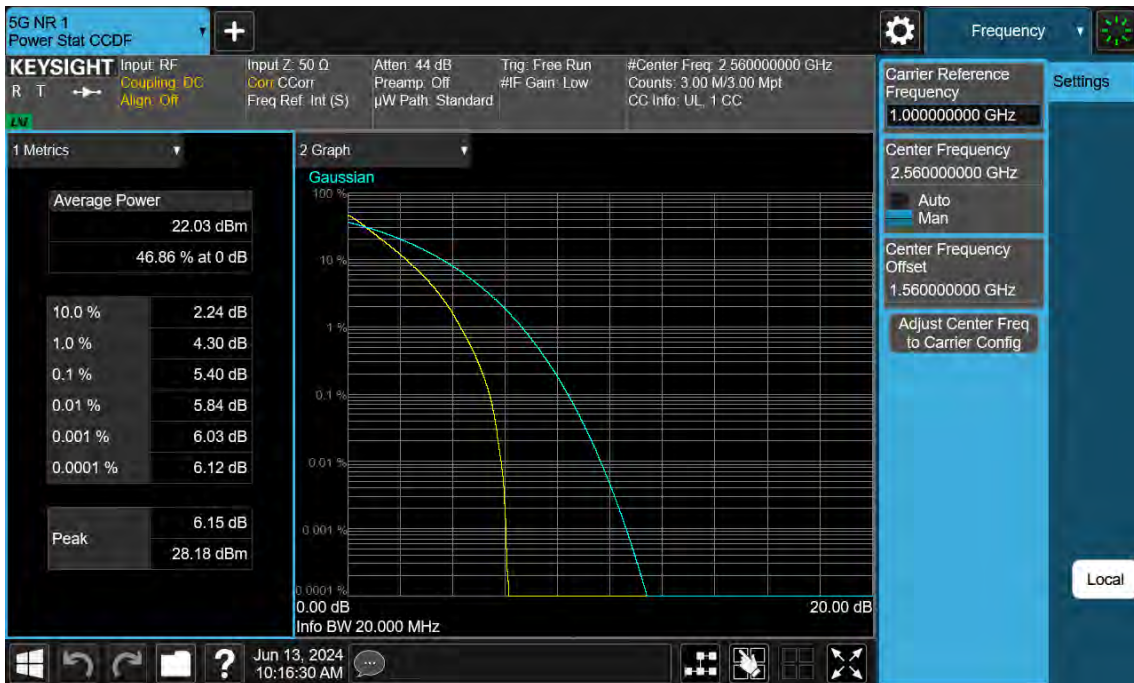 5G NR 1
Power Stat CCDF
+
Frequency
KEYSIGHT
R T
LNI
Input: RF
Coupling: DC
Align: Off
Input Z: 50 Ω
Corr CCorr
Freq Ref: Int (S)
Atten: 44 dB
Preamp: Off
µW Path: Standard
Trig: Free Run
#IF Gain: Low
#Center Freq: 2.560000000 GHz
Counts: 3.00 M/3.00 Mpt
CC Info: UL, 1 CC
1 Metrics
Average Power
22.03 dBm
46.86 % at 0 dB
10.0 % 2.24 dB
1.0 % 4.30 dB
0.1 % 5.40 dB
0.01 % 5.84 dB
0.001 % 6.03 dB
0.0001 % 6.12 dB
Peak
6.15 dB
28.18 dBm
2 Graph
Gaussian
100 %
10 %
1 %
0.1 %
0.01 %
0.001 %
0.0001 %
0.00 dB 20.00 dB
Info BW 20.000 MHz
Carrier Reference
Frequency
1.000000000 GHz
Center Frequency
2.560000000 GHz
Auto
Man
Center Frequency
Offset
1.560000000 GHz
Adjust Center Freq
to Carrier Config
Settings
Local
?
Jun 13, 2024
10:16:30 AM